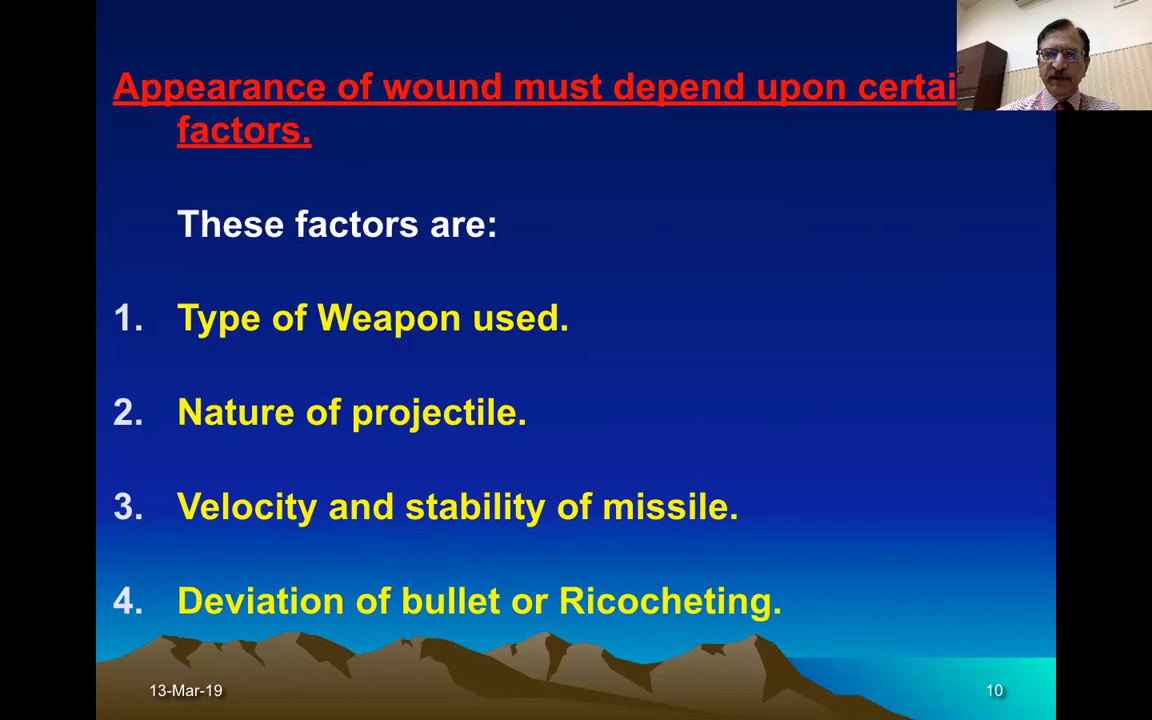 Appearance of wound must depend upon certai
factors.
These factors are:
1. Type of Weapon used.
2. Nature of projectile.
3. Velocity and stability of missile.
4. Deviation of bullet or Ricocheting.
13-Mar-19
10